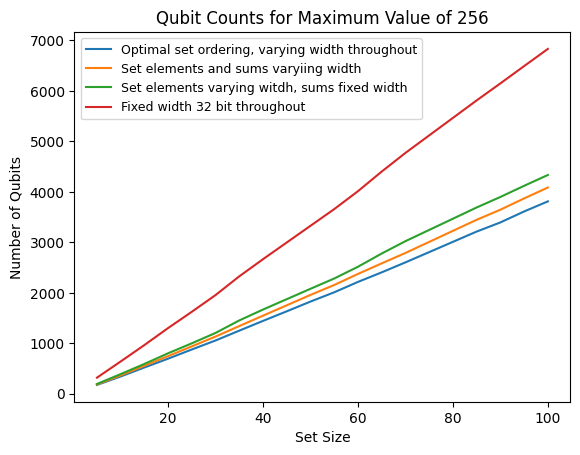 Qubit Counts for Maximum Value of 256
Optimal set ordering, varying width throughout
Set elements and sums varyiing width
Set elements varying witdh, sums fixed width
Fixed width 32 bit throughout
Number of Qubits
7000
6000
5000
4000
3000
2000
1000
0
20 40 60 80 100
Set Size